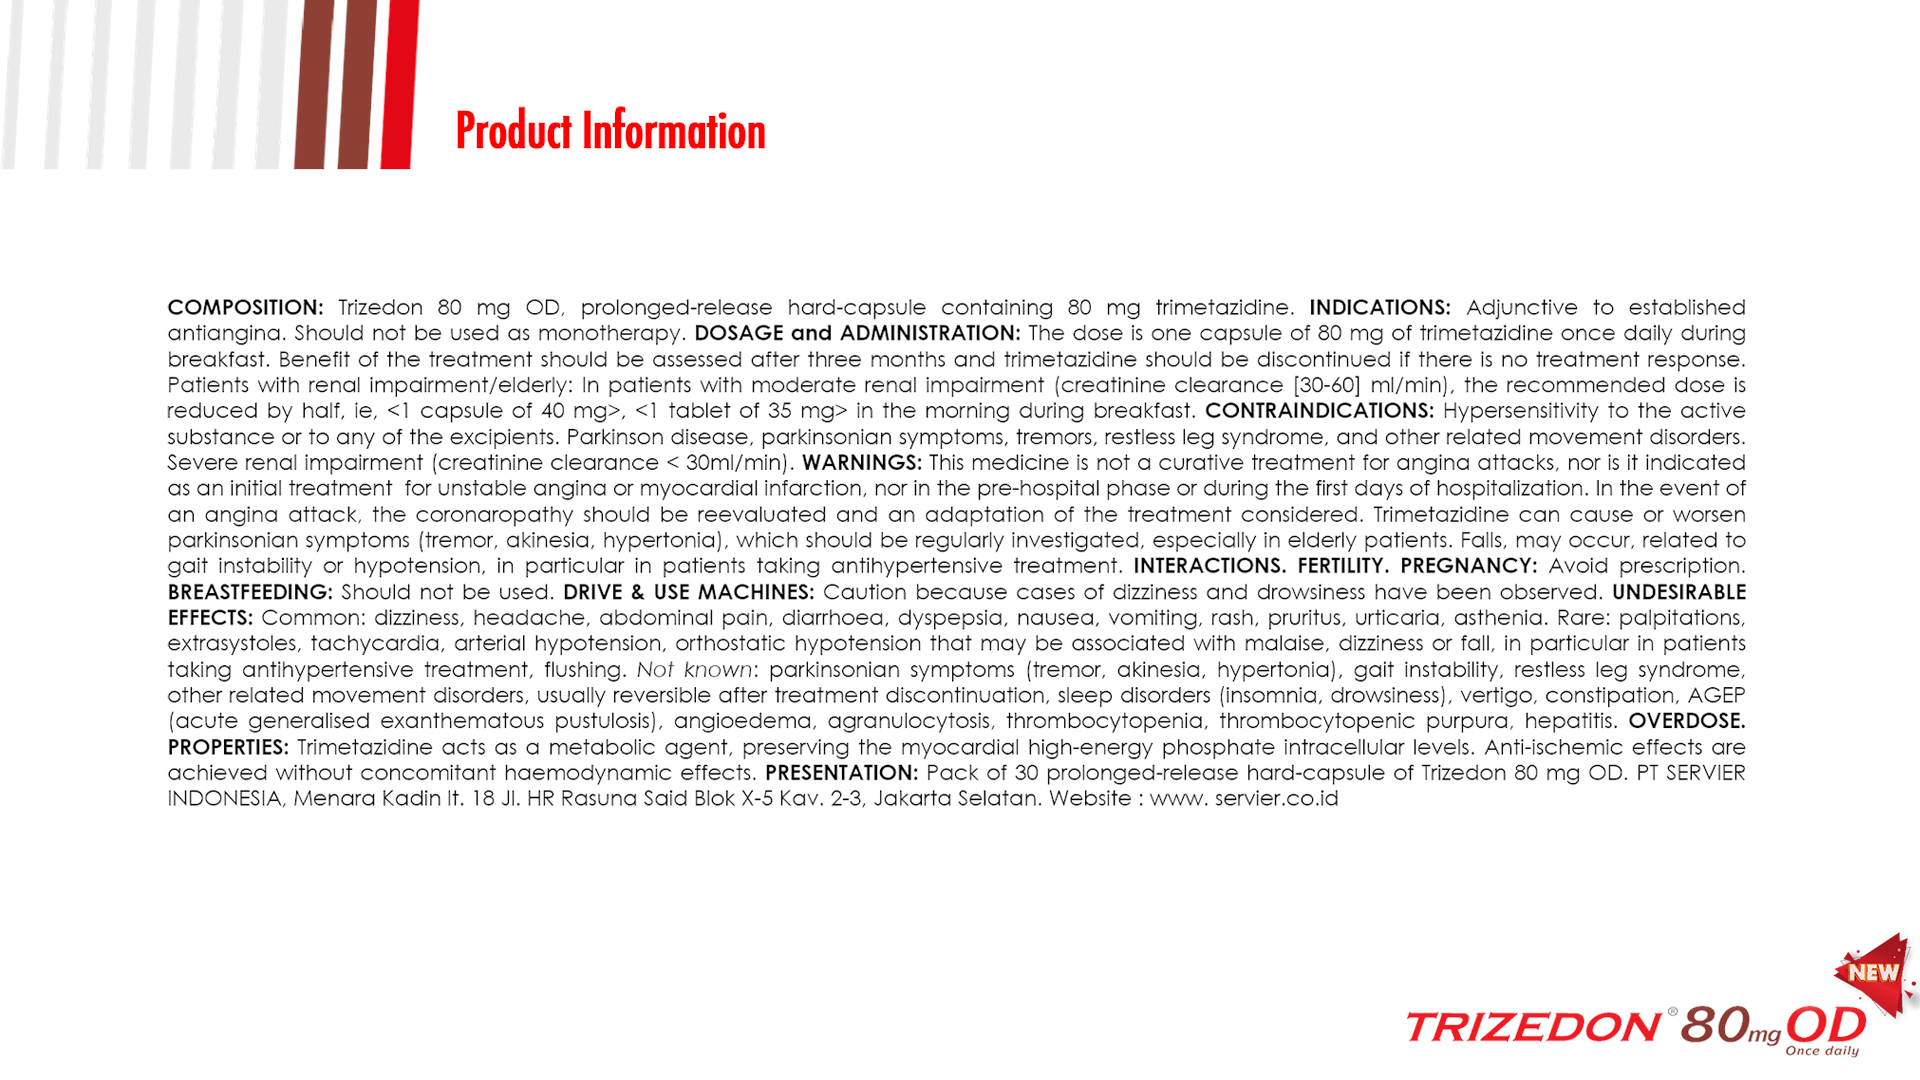 Product Information
COMPOSITION: Trizedon 80 mg OD, prolonged-release hard-capsule containing 80 mg trimetazidine. INDICATIONS: Adjunctive to established
antiangina. Should not be used as monotherapy. DOSAGE and ADMINISTRATION: The dose is one capsule of 80 mg of trimetazidine once daily during
breakfast. Benefit of the treatment should be assessed after three months and trimetazidine should be discontinued if there is no treatment response.
Patients with renal impairment/elderly: In patients with moderate renal impairment (creatinine clearance [30-60] ml/min), the recommended dose is
reduced by half, ie, <1 capsule of 40 mg>, <1 tablet of 35 mg> in the morning during breakfast. CONTRAINDICATIONS: Hypersensitivity to the active
substance or to any of the excipients. Parkinson disease, parkinsonian symptoms, tremors, restless leg syndrome, and other related movement disorders.
Severe renal impairment (creatinine clearance < 30ml/min). WARNINGS: This medicine is not a curative treatment for angina attacks, nor is it indicated
as an initial treatment for unstable angina or myocardial infarction, nor in the pre-hospital phase or during the first days of hospitalization. In the event of
an angina attack, the coronaropathy should be reevaluated and an adaptation of the treatment considered. Trimetazidine can cause or worsen
parkinsonian symptoms (tremor, akinesia, hypertonia), which should be regularly investigated, especially in elderly patients. Falls, may occur, related to
gait instability or hypotension, in particular in patients taking antihypertensive treatment. INTERACTIONS. FERTILITY. PREGNANCY: Avoid prescription.
BREASTFEEDING: Should not be used. DRIVE & USE MACHINES: Caution because cases of dizziness and drowsiness have been observed. UNDESIRABLE
EFFECTS: Common: dizziness, headache, abdominal pain, diarrhoea, dyspepsia, nausea, vomiting, rash, pruritus, urticaria, asthenia. Rare: palpitations,
extrasystoles, tachycardia, arterial hypotension, orthostatic hypotension that may be associated with malaise, dizziness or fall, in particular in patients
taking antihypertensive treatment, flushing. Not known: parkinsonian symptoms (tremor, akinesia, hypertonia), gait instability, restless leg syndrome,
other related movement disorders, usually reversible after treatment discontinuation, sleep disorders (insomnia, drowsiness), vertigo, constipation, AGEP
(acute generalised exanthematous pustulosis), angioedema, agranulocytosis, thrombocytopenia, thrombocytopenic purpura, hepatitis. OVERDOSE.
PROPERTIES: Trimetazidine acts as a metabolic agent, preserving the myocardial high-energy phosphate intracellular levels. Anti-ischemic effects are
achieved without concomitant haemodynamic effects. PRESENTATION: Pack of 30 prolonged-release hard-capsule of Trizedon 80 mg OD. PT SERVIER
INDONESIA, Menara Kadin lt. 18 Jl. HR Rasuna Said Blok X-5 Kav. 2-3, Jakarta Selatan. Website : www. servier.co.id
NEW
TRIZEDON® 80mg OD
Once daily